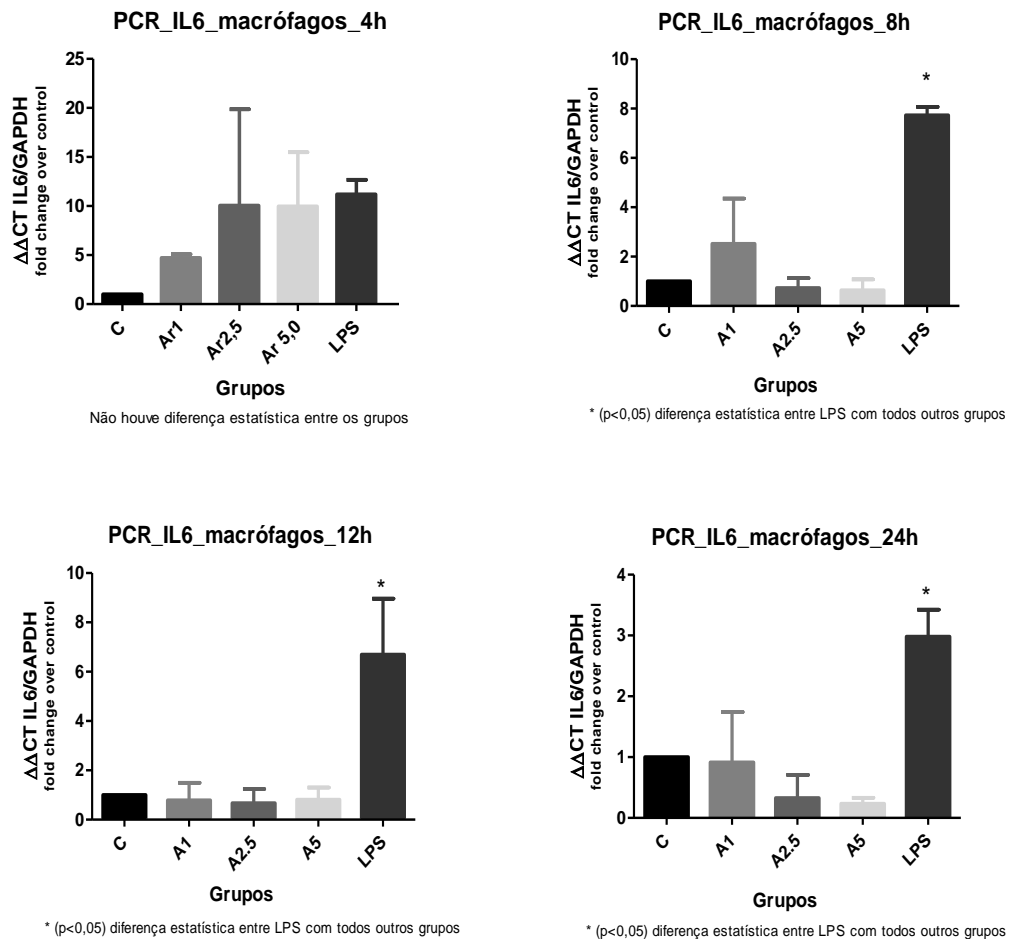 PCR_IL6_macrófagos_4h
ΔΔCT IL6/GAPDH
fold change over control
25
20
15
10
5
0
C
Ar1
Ar2,5
Ar 5,0
LPS
Grupos
Não houve diferença estatística entre os grupos
PCR_IL6_macrófagos_8h
ΔΔCT IL6/GAPDH
fold change over control
10
8
6
4
2
0
*
C
A1
A2.5
A5
LPS
Grupos
* (p<0,05) diferença estatística entre LPS com todos outros grupos
PCR_IL6_macrófagos_12h
ΔΔCT IL6/GAPDH
fold change over control
10
8
6
4
2
0
*
C
A1
A2.5
A5
LPS
Grupos
* (p<0,05) diferença estatística entre LPS com todos outros grupos
PCR_IL6_macrófagos_24h
ΔΔCT IL6/GAPDH
fold change over control
4
3
2
1
0
*
C
A1
A2.5
A5
LPS
Grupos
* (p<0,05) diferença estatística entre LPS com todos outros grupos